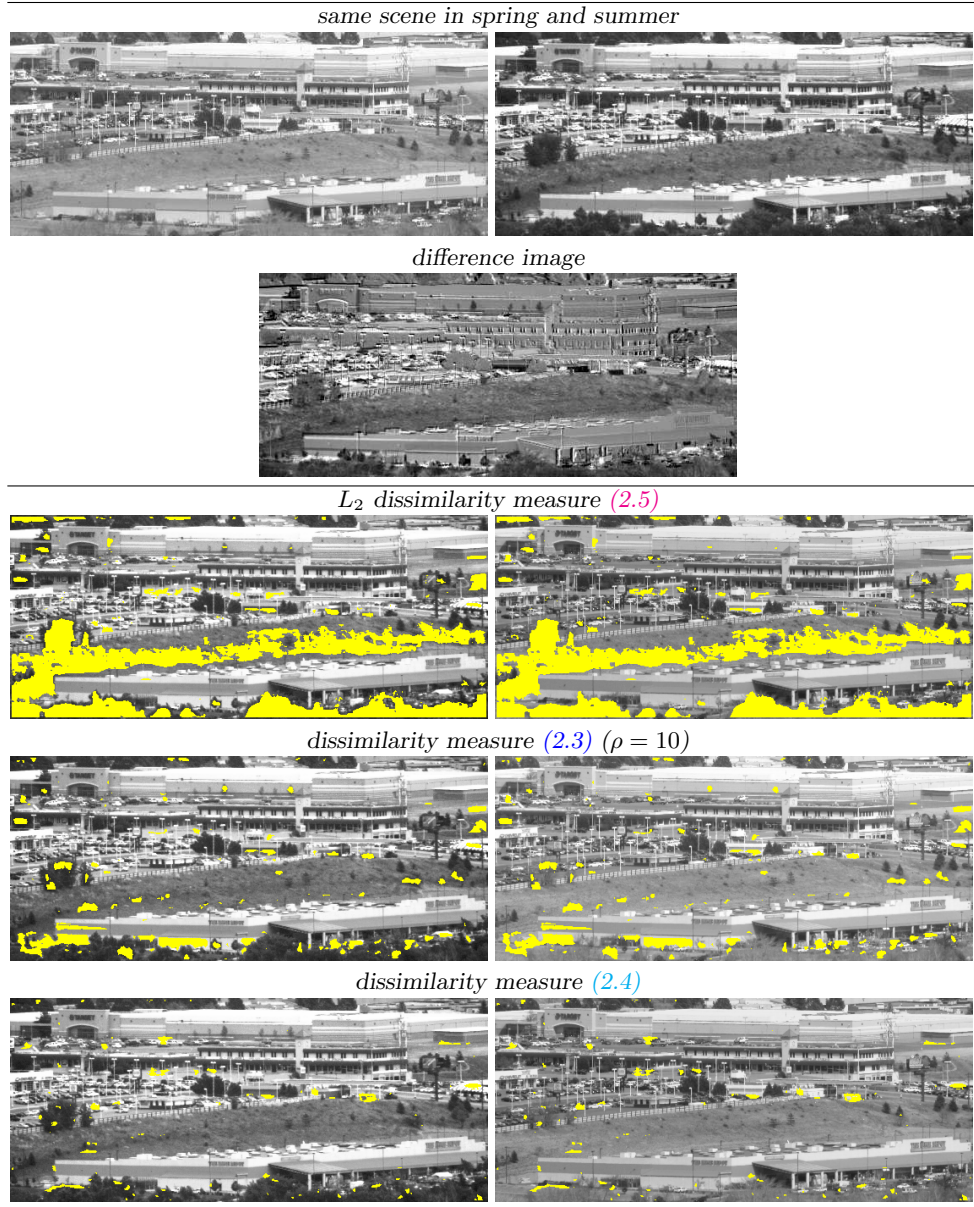 same scene in spring and summer
difference image
L₂ dissimilarity measure (2.5)
dissimilarity measure (2.3) (ρ = 10)
dissimilarity measure (2.4)